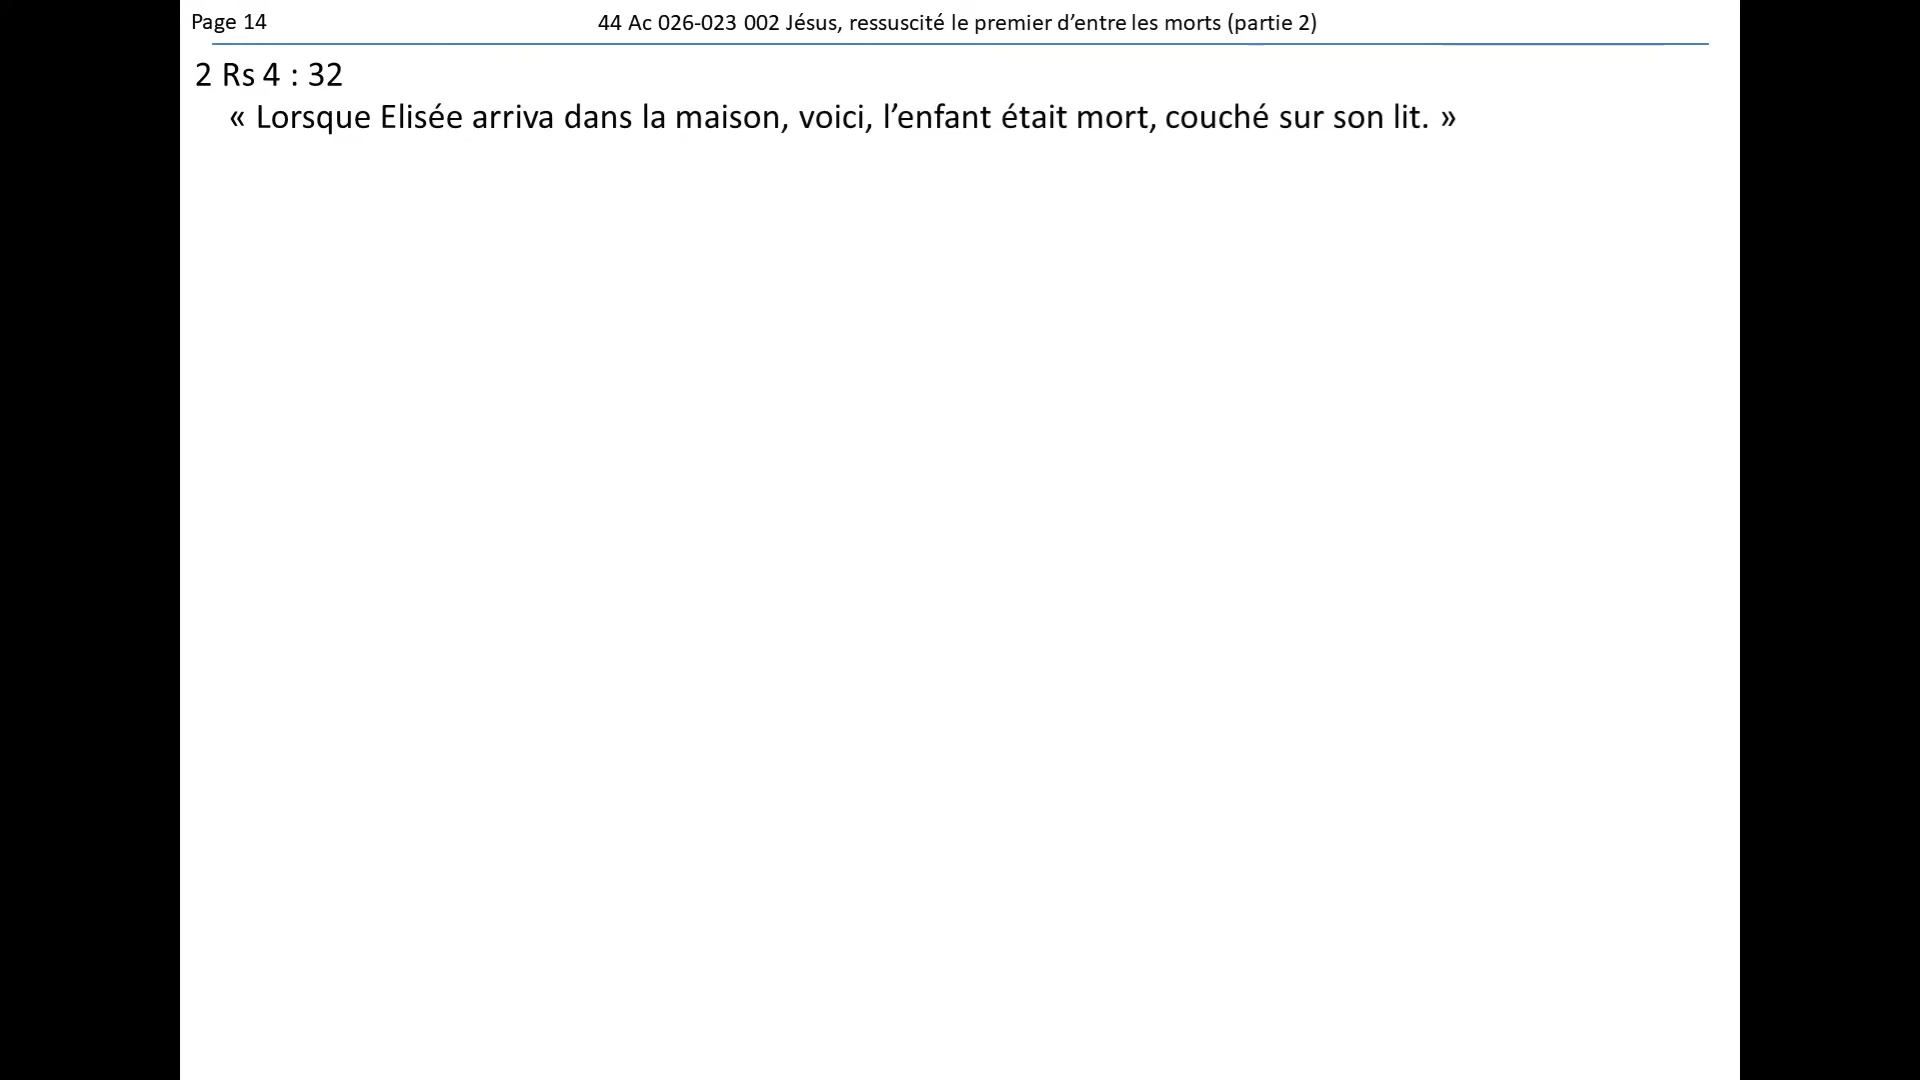 Page 14
44 Ac 026-023 002 Jésus, ressuscité le premier d’entre les morts (partie 2)
2 Rs 4 : 32
« Lorsque Elisée arriva dans la maison, voici, l’enfant était mort, couché sur son lit. »